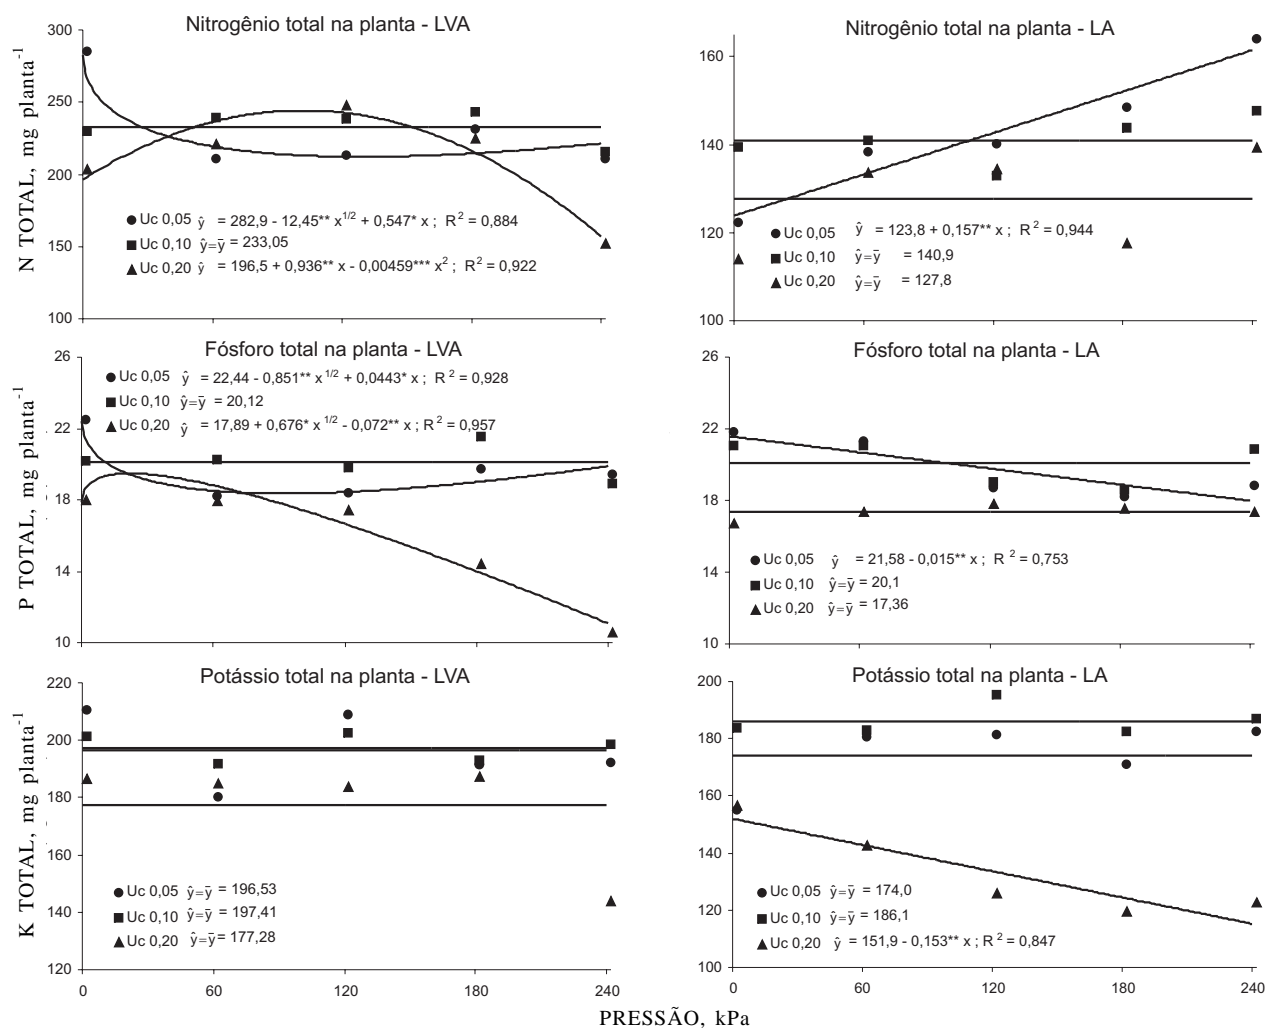 Nitrogênio total na planta - LVA
N TOTAL, mg planta-1
300
250
200
150
100
Uc 0,05 ŷ = 282,9 - 12,45** x1/2 + 0,547* x ; R2 = 0,884
Uc 0,10 ŷ=ȳ = 233,05
Uc 0,20 ŷ = 196,5 + 0,936** x - 0,00459*** x2 ; R2 = 0,922
Nitrogênio total na planta - LA
160
140
120
100
Uc 0,05 ŷ = 123,8 + 0,157** x ; R2 = 0,944
Uc 0,10 ŷ=ȳ = 140,9
Uc 0,20 ŷ=ȳ = 127,8
Fósforo total na planta - LVA
P TOTAL, mg planta-1
26
22
18
14
10
Uc 0,05 ŷ = 22,44 - 0,851** x1/2 + 0,0443* x ; R2 = 0,928
Uc 0,10 ŷ=ȳ = 20,12
Uc 0,20 ŷ = 17,89 + 0,676* x1/2 - 0,072** x ; R2 = 0,957
Fósforo total na planta - LA
26
22
18
14
10
Uc 0,05 ŷ = 21,58 - 0,015** x ; R2 = 0,753
Uc 0,10 ŷ=ȳ = 20,1
Uc 0,20 ŷ=ȳ = 17,36
Potássio total na planta - LVA
K TOTAL, mg planta-1
220
200
180
160
140
120
Uc 0,05 ŷ=ȳ = 196,53
Uc 0,10 ŷ=ȳ = 197,41
Uc 0,20 ŷ=ȳ = 177,28
0 60 120 180 240
Potássio total na planta - LA
200
180
160
140
120
100
Uc 0,05 ŷ=ȳ = 174,0
Uc 0,10 ŷ=ȳ = 186,1
Uc 0,20 ŷ = 151,9 - 0,153** x ; R2 = 0,847
0 60 120 180 240
PRESSÃO, kPa